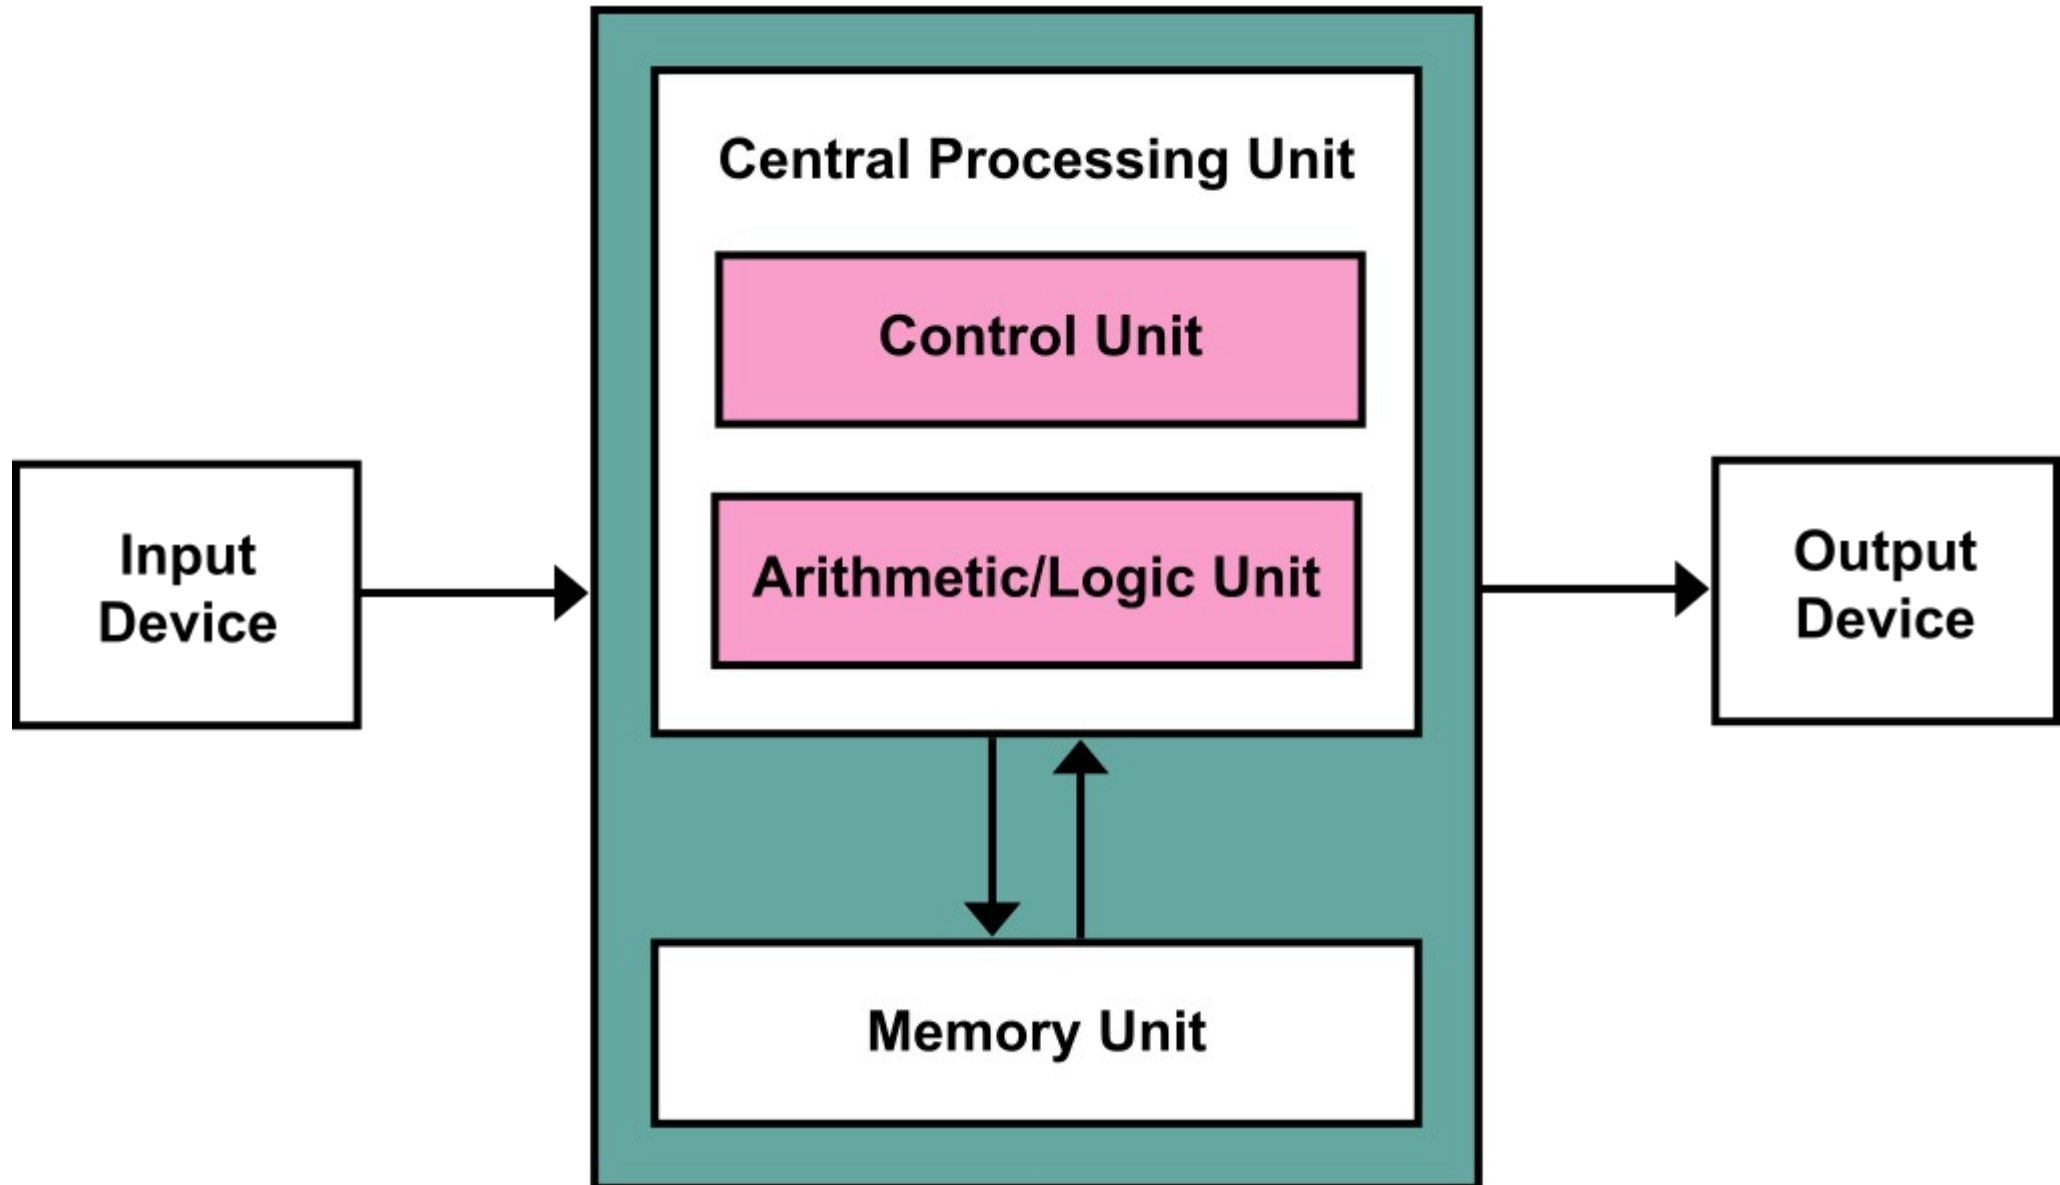 Central Processing Unit
Control Unit
Arithmetic/Logic Unit
Input
Device
Output
Device
Memory Unit